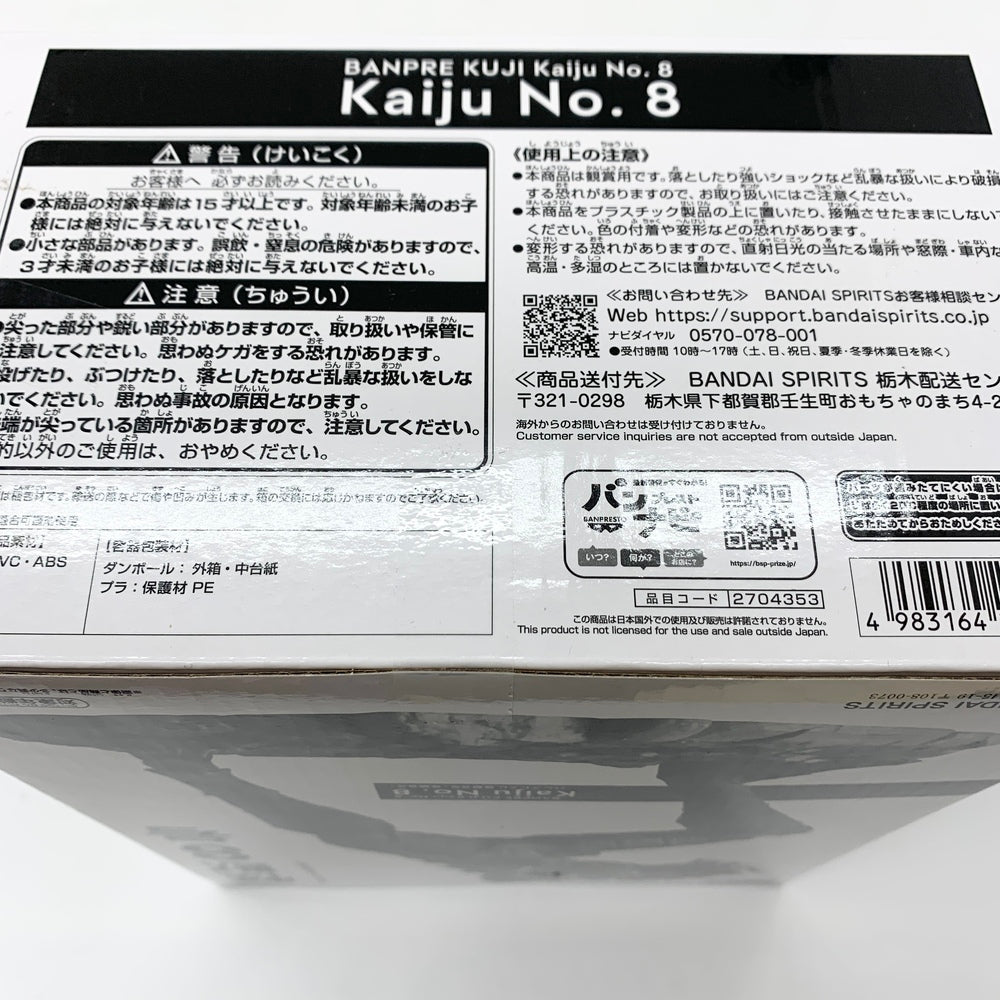 BANPRE KUJI Kaiju No. 8
Kaiju No. 8
⚠警告（けいこく）
お客様へ 必ずお読みください。
●本商品の対象年齢は15才以上です。対象年齢未満のお子
様には絶対に与えないでください。
●小さな部品があります。誤飲・窒息の危険がありますので、
3才未満のお子様には絶対に与えないでください。
⚠注意（ちゅうい）
●尖った部分や鋭い部分がありますので、取り扱いや保管に
注意してください。思わぬケガをする恐れがあります。
投げたり、ぶつけたり、落としたりなど乱暴な扱いをしな
いでください。思わぬ事故の原因となります。
端が尖っている箇所がありますので、注意してください。
的以外のご使用は、おやめください。
【容器包装材】
ダンボール：外箱・中台紙
プラ：保護材 PE
VC・ABS
《使用上の注意》
●本商品は観賞用です。落としたり強いショックなど乱暴な扱いにより破損
する恐れがありますので、お取り扱いにはご注意ください。
●本商品をプラスチック製品の上に置いたり、接触させたままにしない
ください。色の付着や変形などの恐れがあります。
●変形する恐れがありますので、直射日光の当たる場所や窓際・車内な
高温・多湿のところには置かないでください。
≪お問い合わせ先≫ BANDAI SPIRITSお客様相談セン
Web https://support.bandaispirits.co.jp
ナビダイヤル 0570-078-001
●受付時間 10時～17時（土、日、祝日、夏季・冬季休業日を除く）
≪商品送付先≫ BANDAI SPIRITS 栃木配送セン
〒321-0298 栃木県下都賀郡壬生町おもちゃのまち4-2
海外からのお問い合わせは受け付けておりません。
Customer service inquiries are not accepted from outside Japan.
BANPRESTO
いつ? 何が? どこのお店に?
https://bsp-prize.jp/
品目コード 2704353
この商品は日本国外での使用及び販売は許諾されておりません。
This product is not licensed for the use and sale outside Japan.
4 983164
BANDAI SPIRITS
〒108-0073
Kaiju No. 8